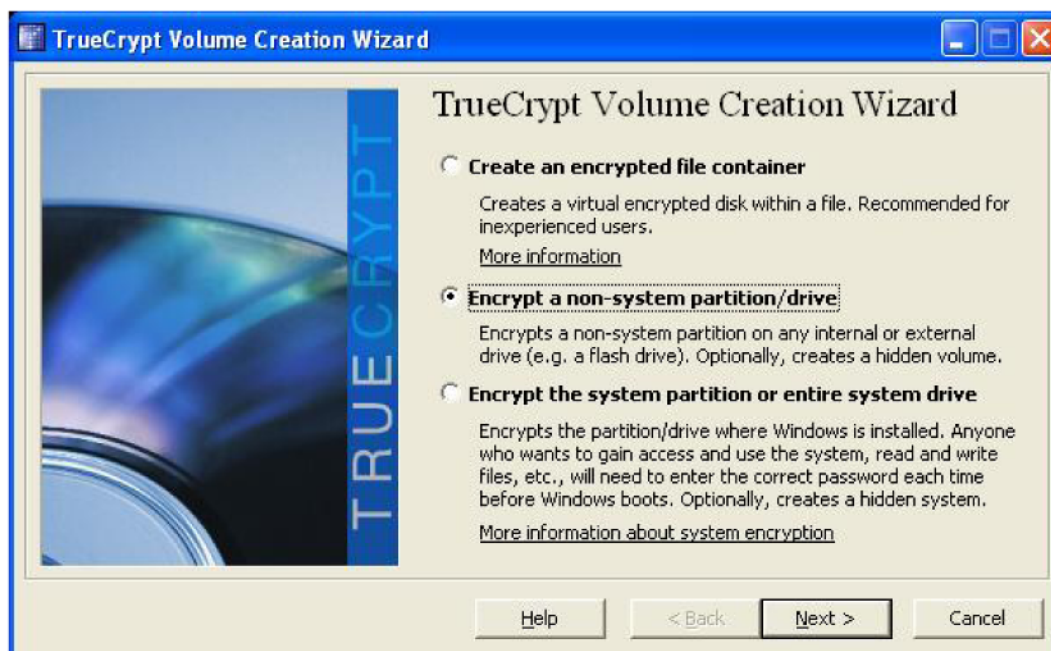 TrueCrypt Volume Creation Wizard
TRUECRYPT
TrueCrypt Volume Creation Wizard
Create an encrypted file container
Creates a virtual encrypted disk within a file. Recommended for
inexperienced users.
More information
Encrypt a non-system partition/drive
Encrypts a non-system partition on any internal or external
drive (e.g. a flash drive). Optionally, creates a hidden volume.
Encrypt the system partition or entire system drive
Encrypts the partition/drive where Windows is installed. Anyone
who wants to gain access and use the system, read and write
files, etc., will need to enter the correct password each time
before Windows boots. Optionally, creates a hidden system.
More information about system encryption
Help
< Back
Next >
Cancel